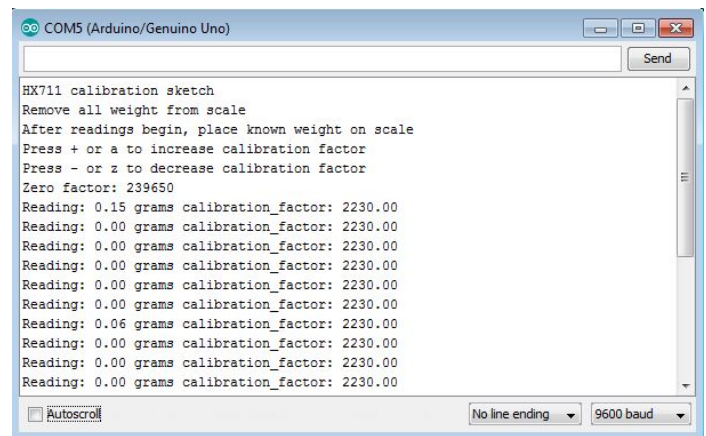 COM5 (Arduino/Genuino Uno)
Send
HX711 calibration sketch
Remove all weight from scale
After readings begin, place known weight on scale
Press + or a to increase calibration factor
Press - or z to decrease calibration factor
Zero factor: 239650
Reading: 0.15 grams calibration_factor: 2230.00
Reading: 0.00 grams calibration_factor: 2230.00
Reading: 0.00 grams calibration_factor: 2230.00
Reading: 0.00 grams calibration_factor: 2230.00
Reading: 0.00 grams calibration_factor: 2230.00
Reading: 0.00 grams calibration_factor: 2230.00
Reading: 0.06 grams calibration_factor: 2230.00
Reading: 0.00 grams calibration_factor: 2230.00
Reading: 0.00 grams calibration_factor: 2230.00
Reading: 0.00 grams calibration_factor: 2230.00
Autoscroll No line ending 9600 baud